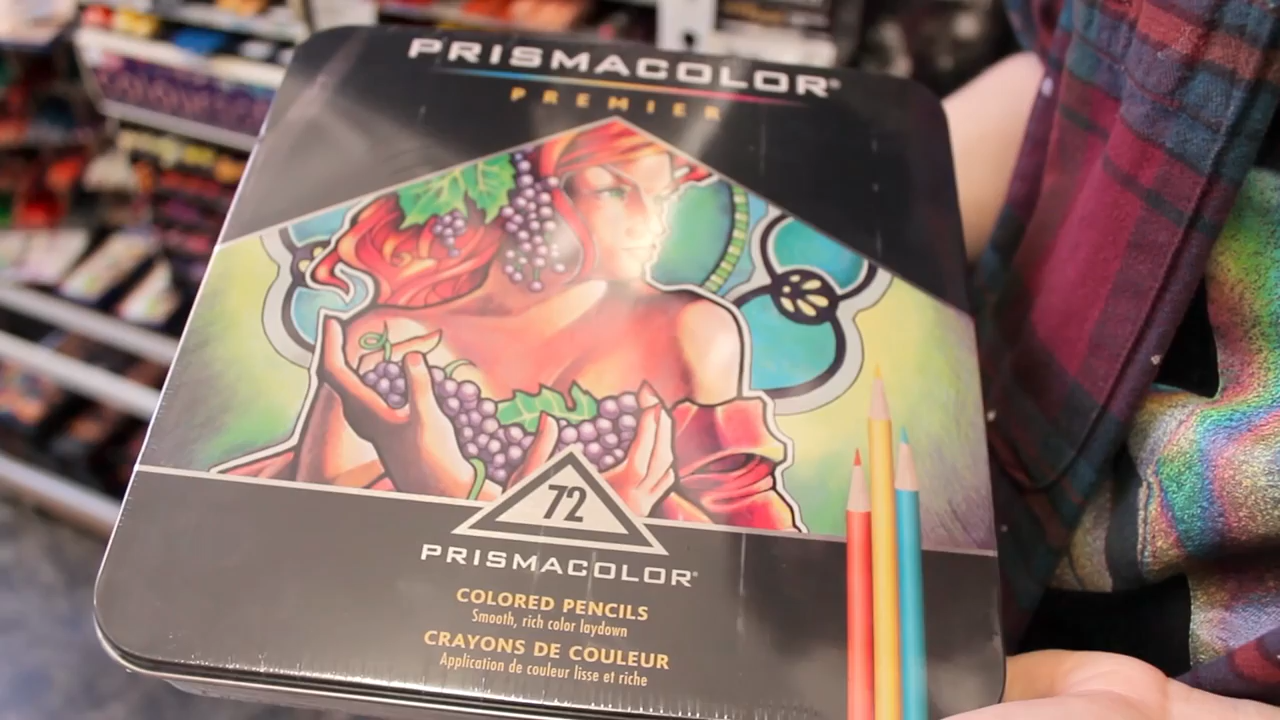 PRISMACOLOR®
PREMIER
72
PRISMACOLOR®
COLORED PENCILS
Smooth, rich color laydown
CRAYONS DE COULEUR
Application de couleur lisse et riche